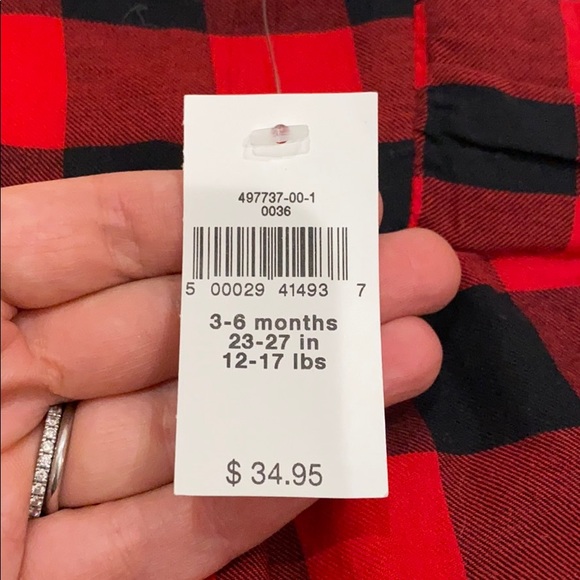 497737-00-1
0036
5 00029 41493 7
3-6 months
23-27 in
12-17 lbs
$ 34.95